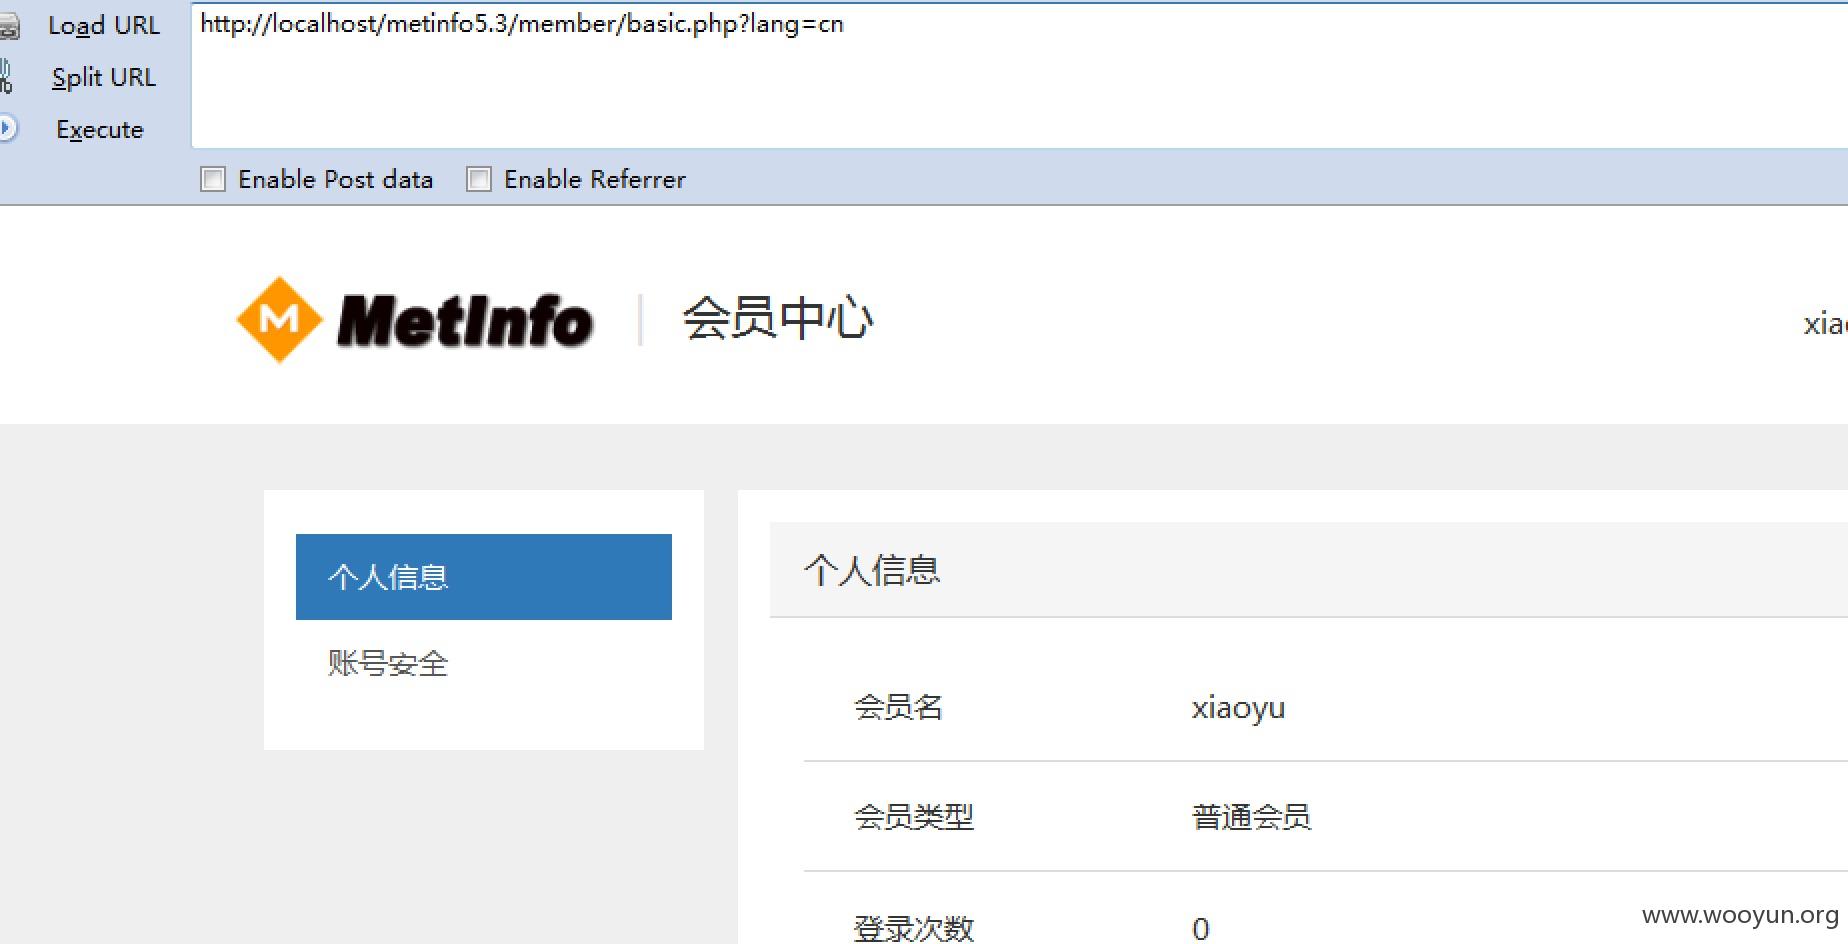 Load URL
http://localhost/metinfo5.3/member/basic.php?lang=cn
Split URL
Execute
Enable Post data
Enable Referrer
M MetInfo
会员中心
个人信息
账号安全
个人信息
会员名
xiaoyu
会员类型
普通会员
登录次数
0
www.wooyun.org